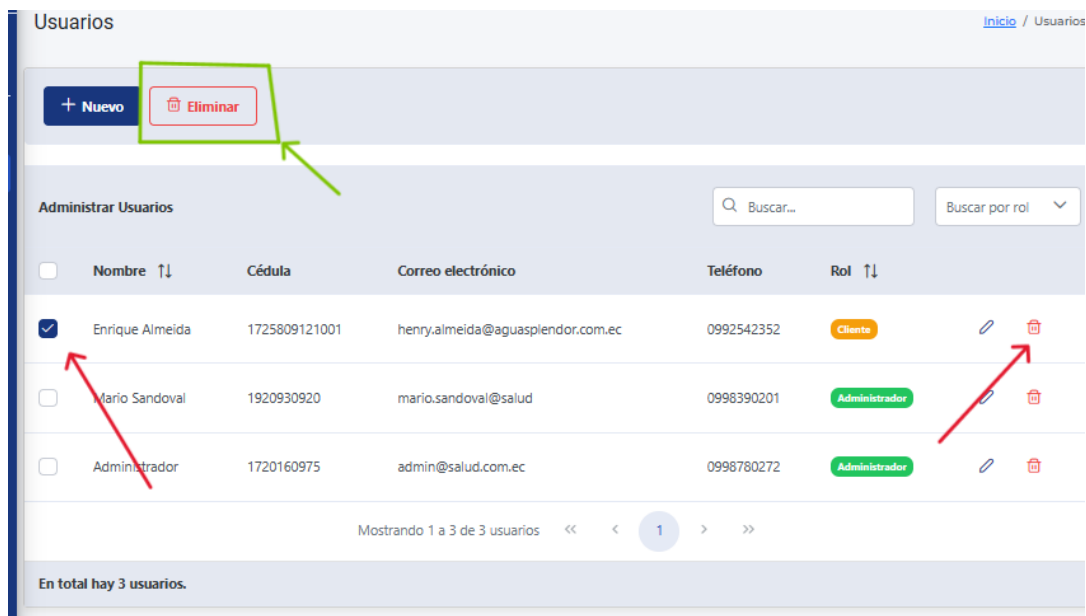 Usuarios
Inicio / Usuarios
+ Nuevo Eliminar
Administrar Usuarios Buscar... Buscar por rol
Nombre ↑↓ Cédula Correo electrónico Teléfono Rol ↑↓
Enrique Almeida 1725809121001 henry.almeida@aguasplendor.com.ec 0992542352 Cliente
Mario Sandoval 1920930920 mario.sandoval@salud 0998390201 Administrador
Administrador 1720160975 admin@salud.com.ec 0998780272 Administrador
Mostrando 1 a 3 de 3 usuarios << < 1 > >>
En total hay 3 usuarios.